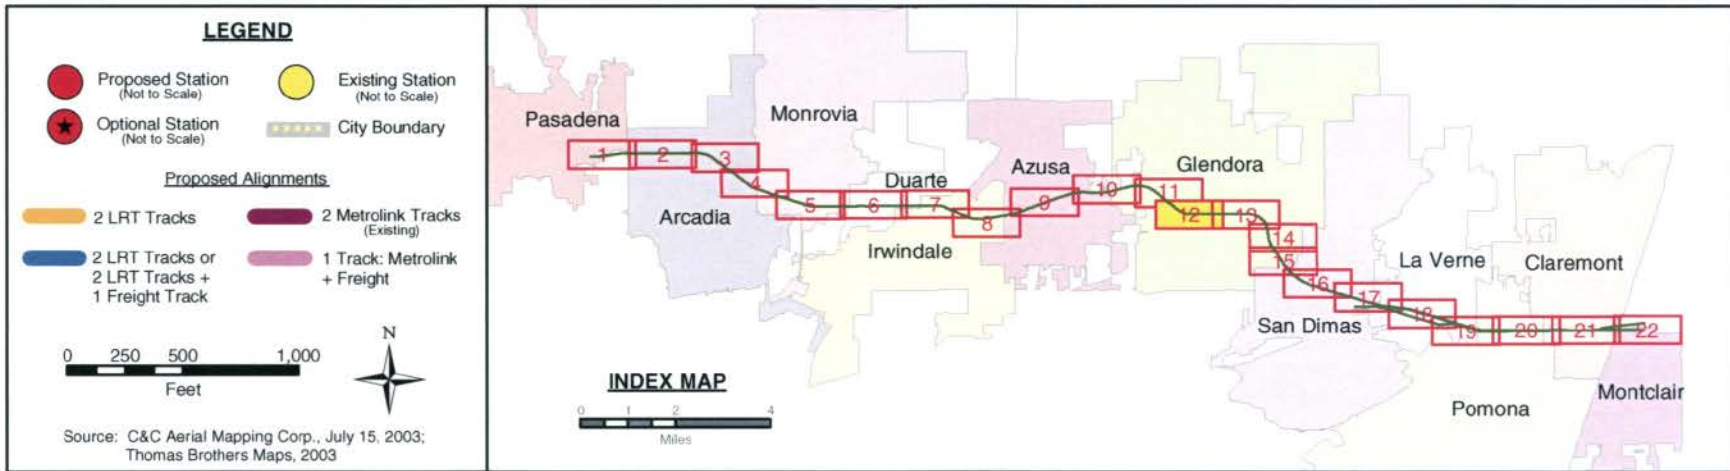 LEGEND
Proposed Station
(Not to Scale)
Existing Station
(Not to Scale)
Optional Station
(Not to Scale)
City Boundary
Proposed Alignments
2 LRT Tracks
2 Metrolink Tracks
(Existing)
2 LRT Tracks or
2 LRT Tracks +
1 Freight Track
1 Track: Metrolink
+ Freight
0 250 500 1,000
Feet
N
Source: C&C Aerial Mapping Corp., July 15, 2003;
Thomas Brothers Maps, 2003
Pasadena
Monrovia
Arcadia
Duarte
Irwindale
Azusa
Glendora
San Dimas
La Verne
Claremont
Pomona
Montclair
1
2
3
4
5
6
7
8
9
10
11
12
13
14
15
16
17
18
19
20
21
22
INDEX MAP
0 1 2 4
Miles